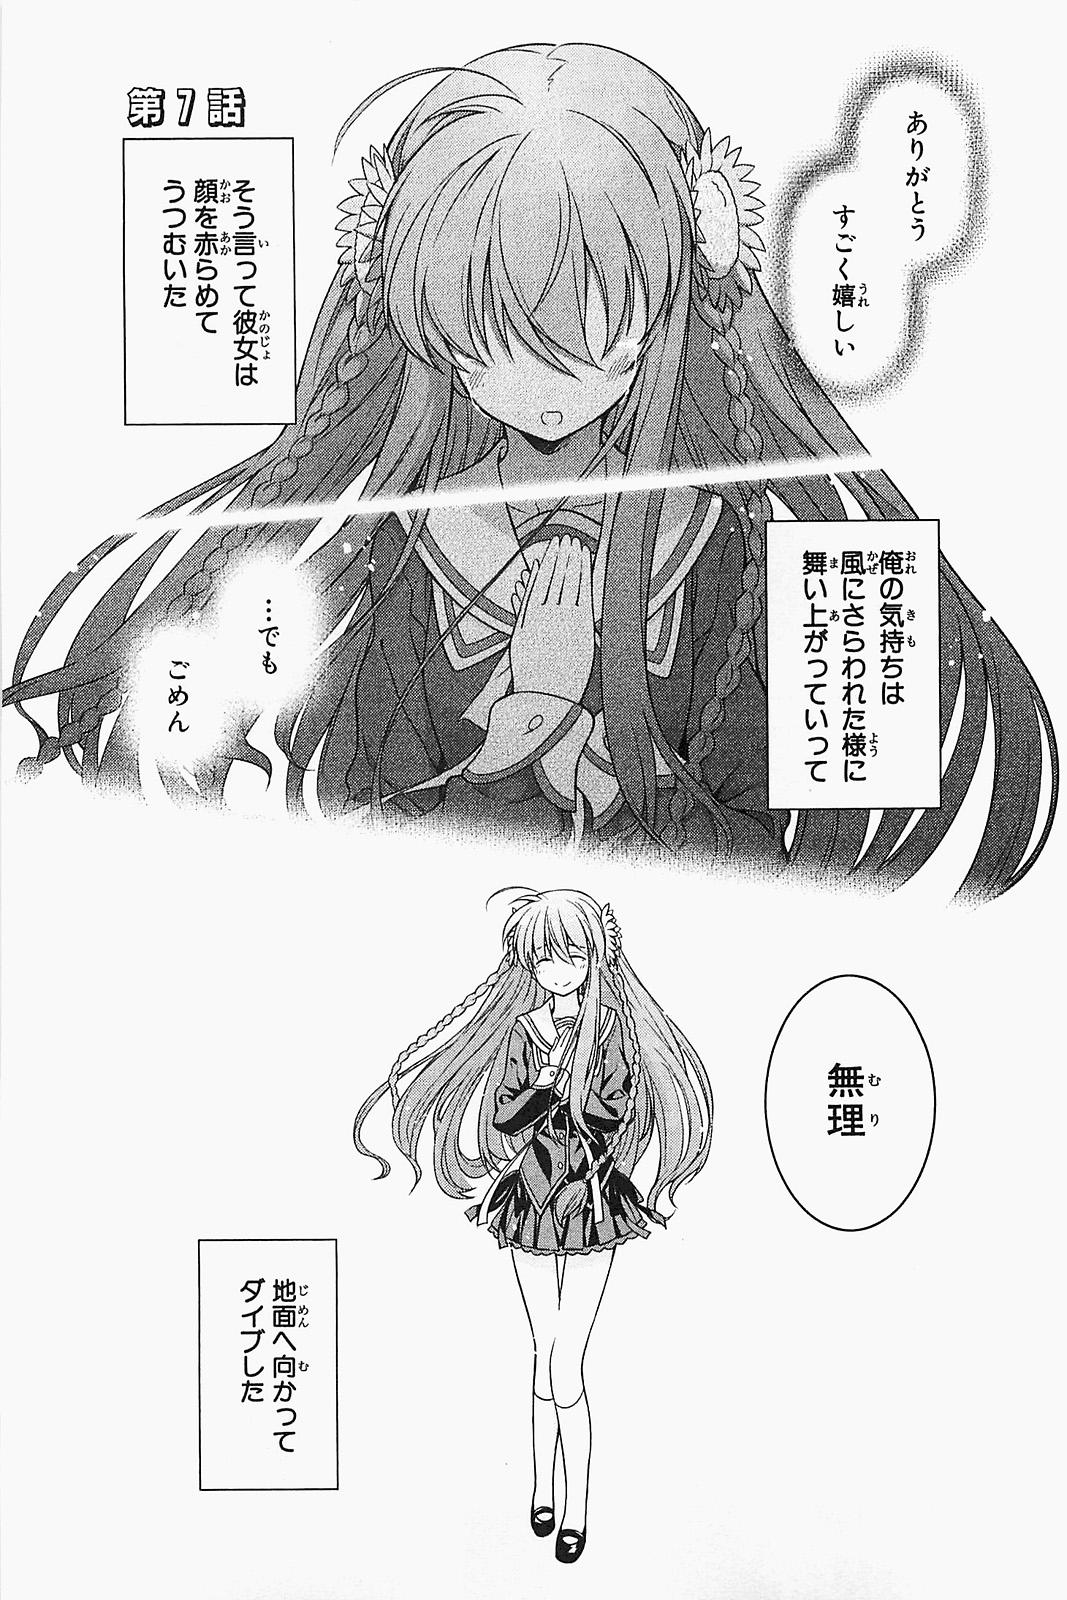 第7話
ありがとう
すごく嬉しい
そう言って彼女は
顔を赤らめて
うつむいた
俺の気持ちは
風にさらわれた様に
舞い上がっていって
…でも
ごめん
無理
地面へ向かって
ダイブした